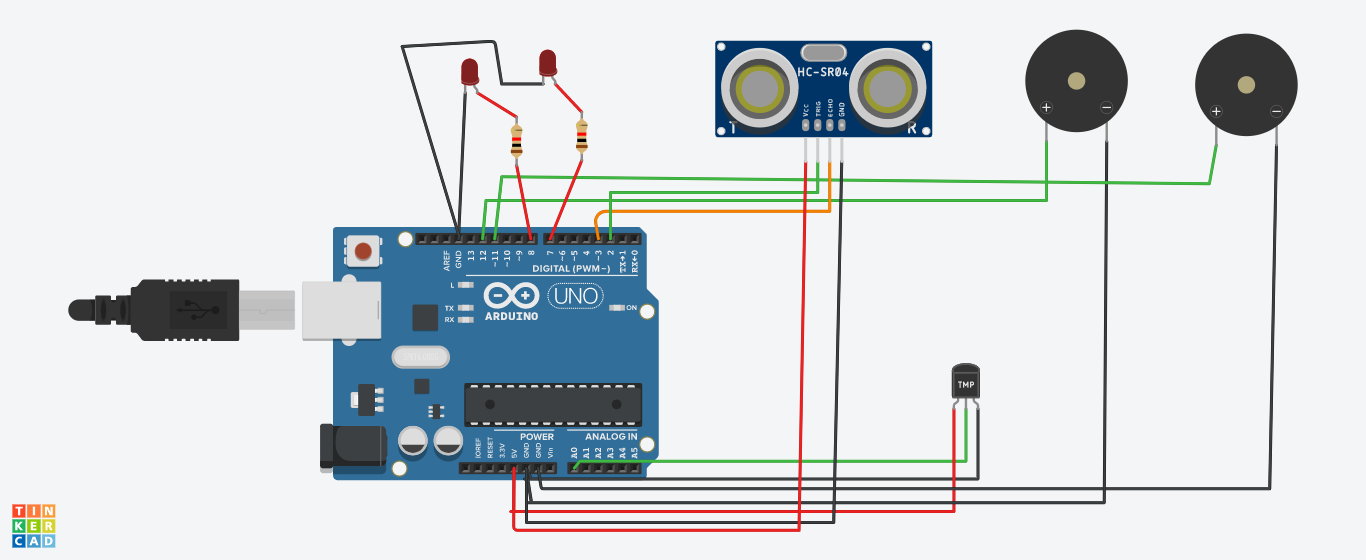 HC-SR04
VCC
TRIG
ECHO
GND
T
R
+
−
+
−
AREF
GND
13
12
~11
~10
~9
8
7
~6
~5
4
~3
2
TX→1
RX←0
DIGITAL (PWM~)
L
TX
RX
ARDUINO
UNO
ON
TMP
POWER
ANALOG IN
IOREF
RESET
3.3V
5V
GND
GND
Vin
A0
A1
A2
A3
A4
A5
TIN
KER
CAD